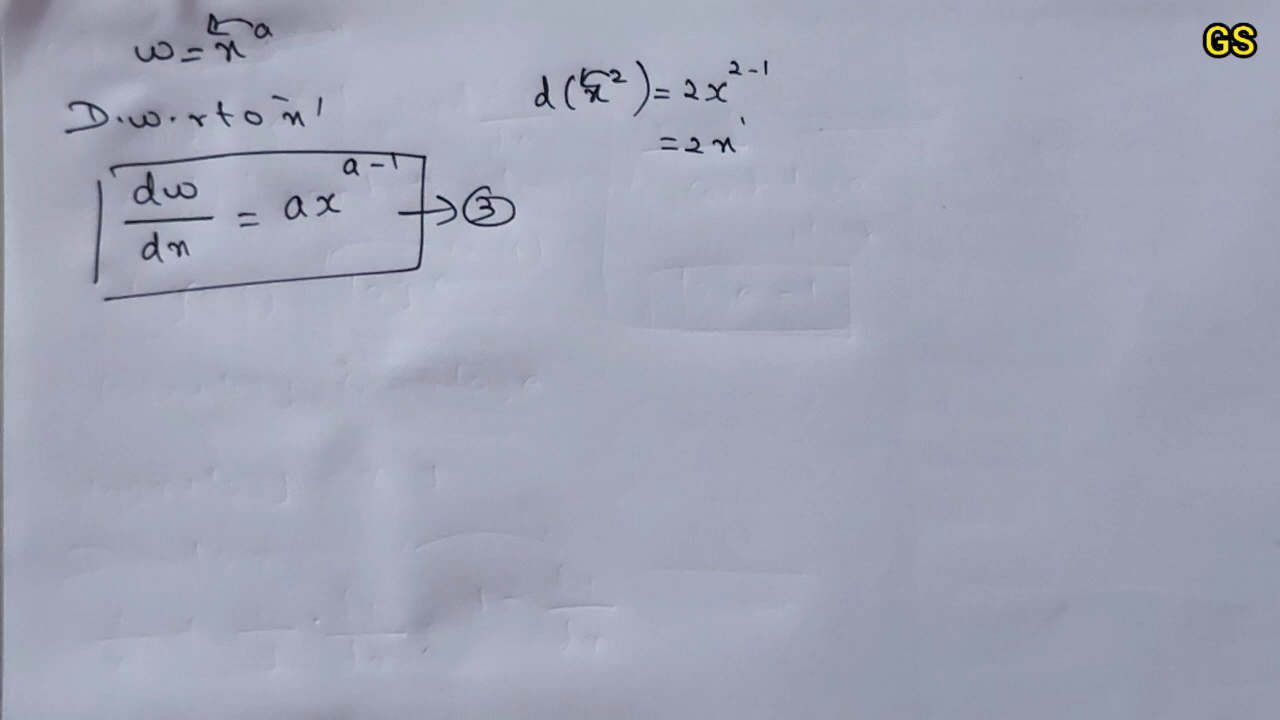 w = x^a
D.w.r to 'x'
dw/dx = ax^(a-1) → ③
d(x^2) = 2x^(2-1)
= 2x^1
GS